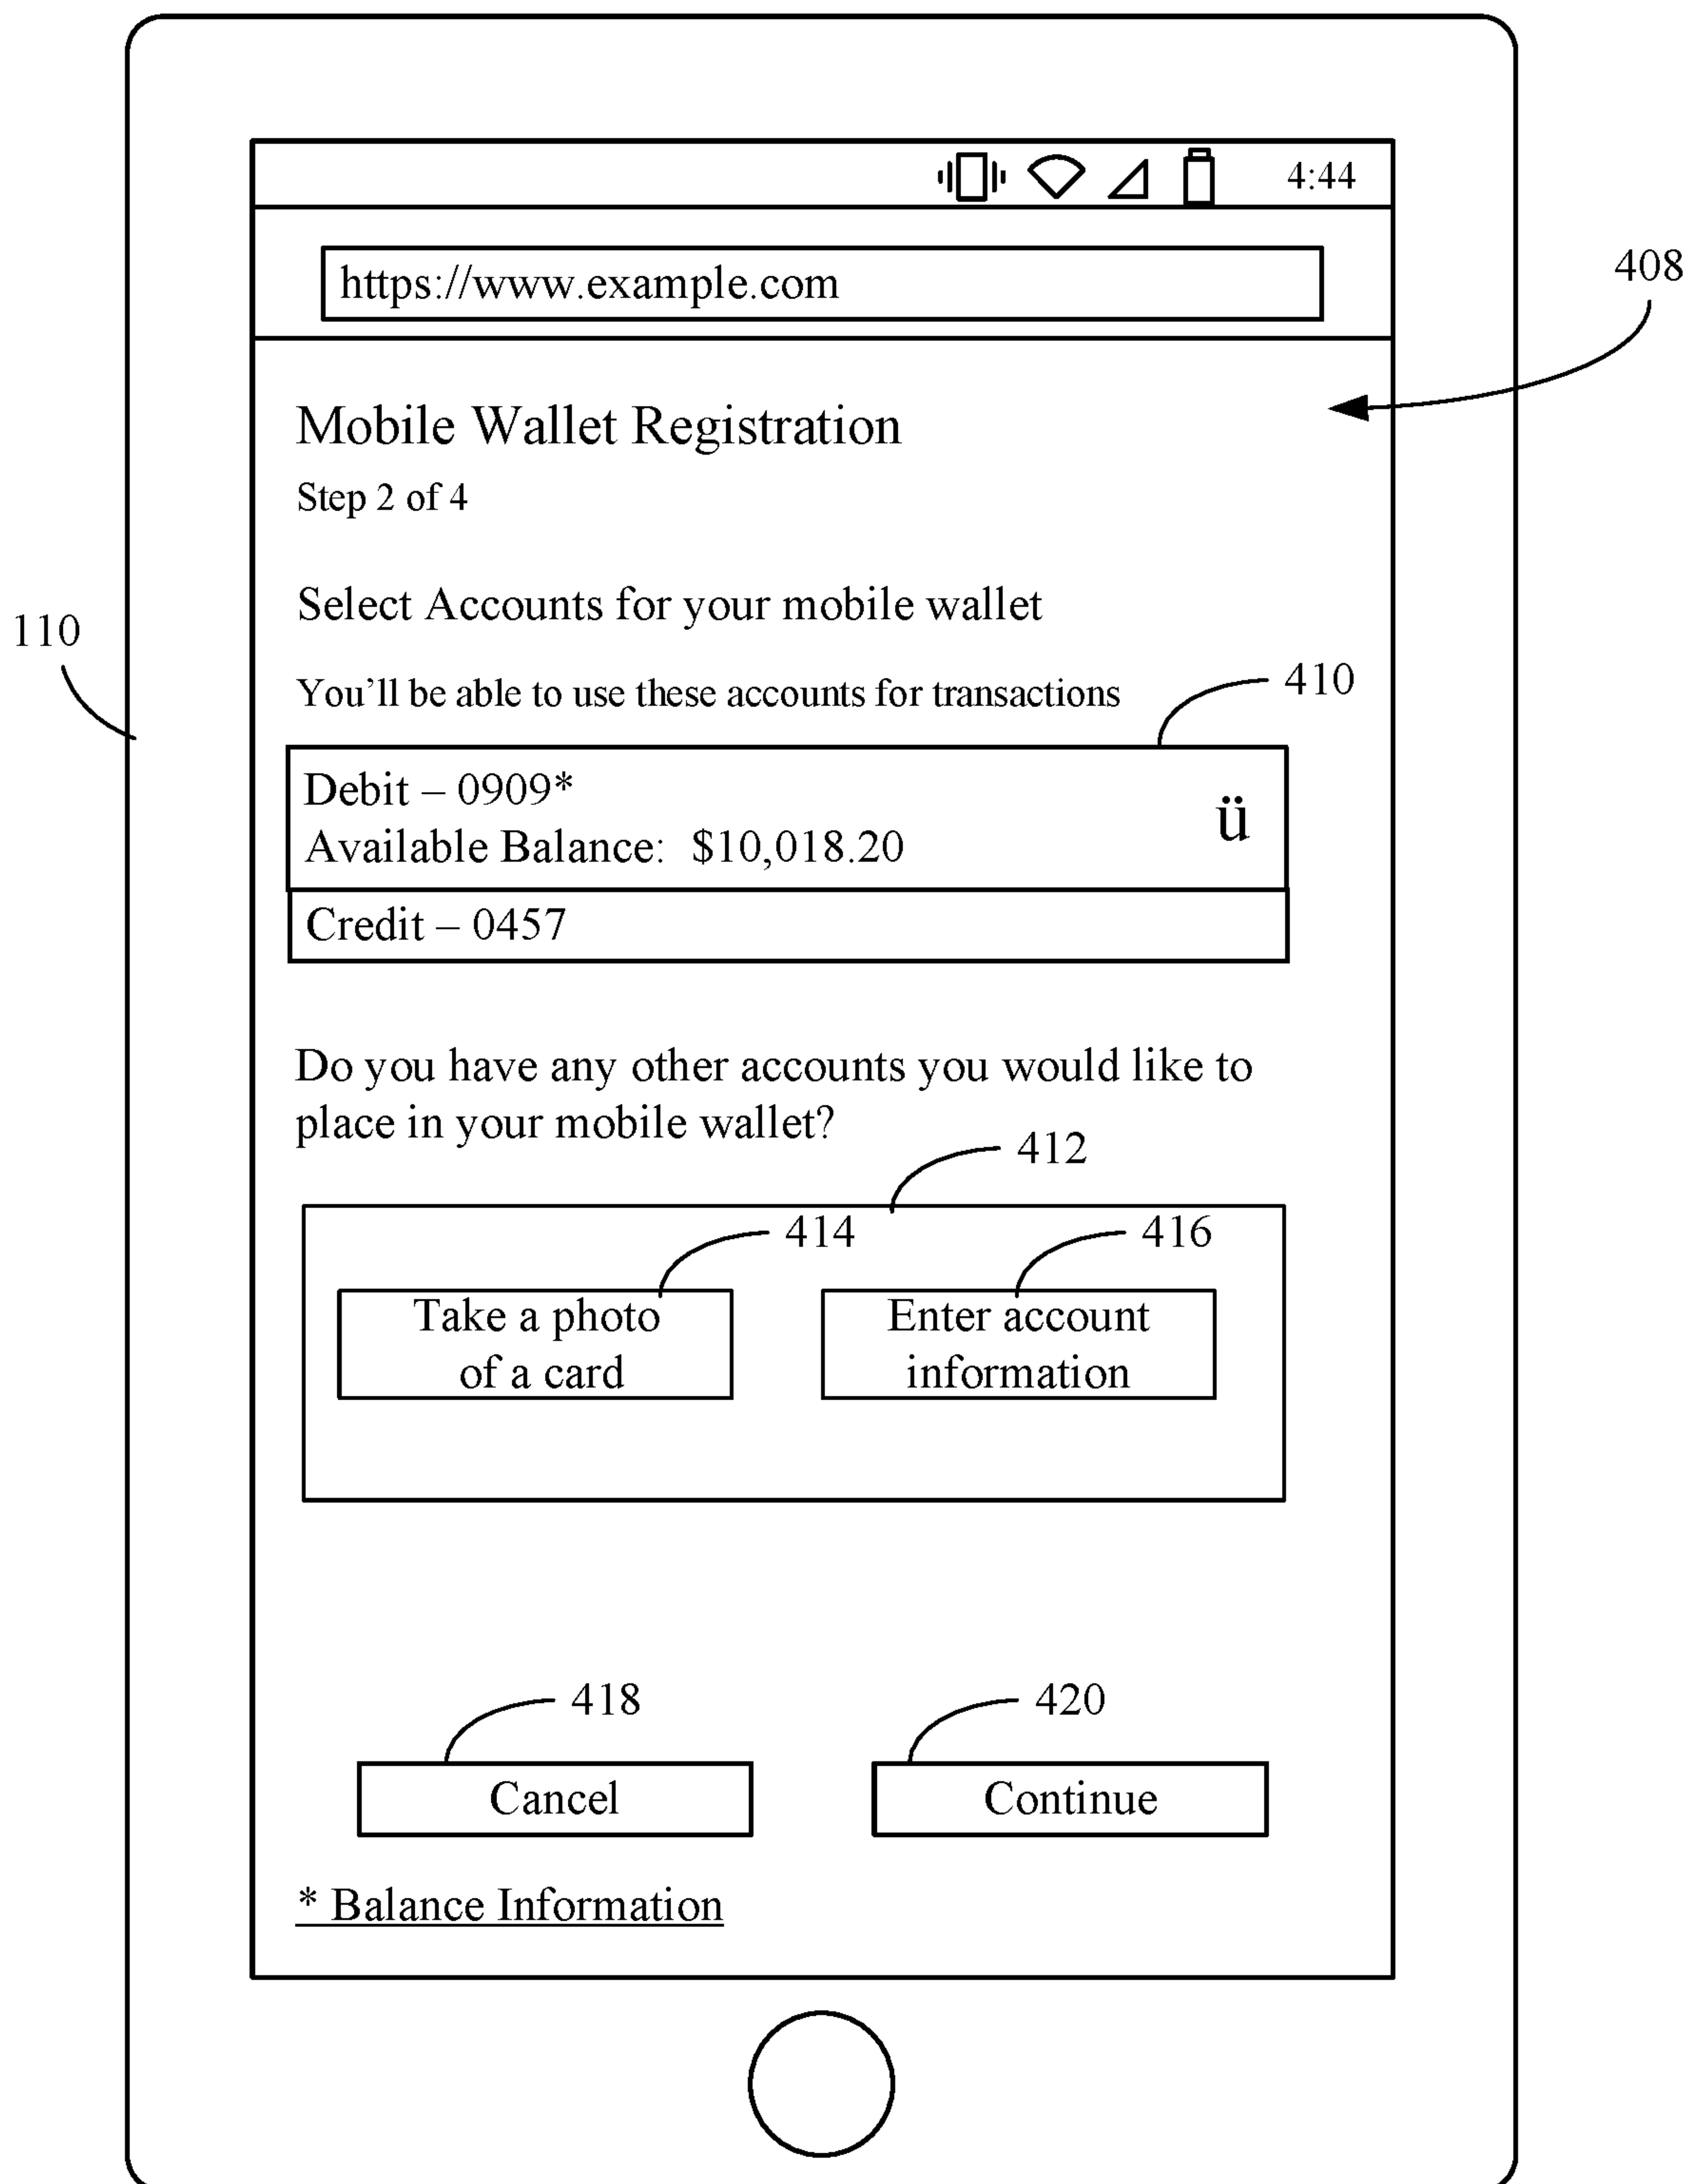 4:44
https://www.example.com
408
Mobile Wallet Registration
Step 2 of 4
Select Accounts for your mobile wallet
110
You’ll be able to use these accounts for transactions
410
Debit – 0909*
ü
Available Balance:  $10,018.20
Credit – 0457
Do you have any other accounts you would like to
place in your mobile wallet?
412
414
416
Take a photo
of a card
Enter account
information
418
420
Cancel
Continue
* Balance Information